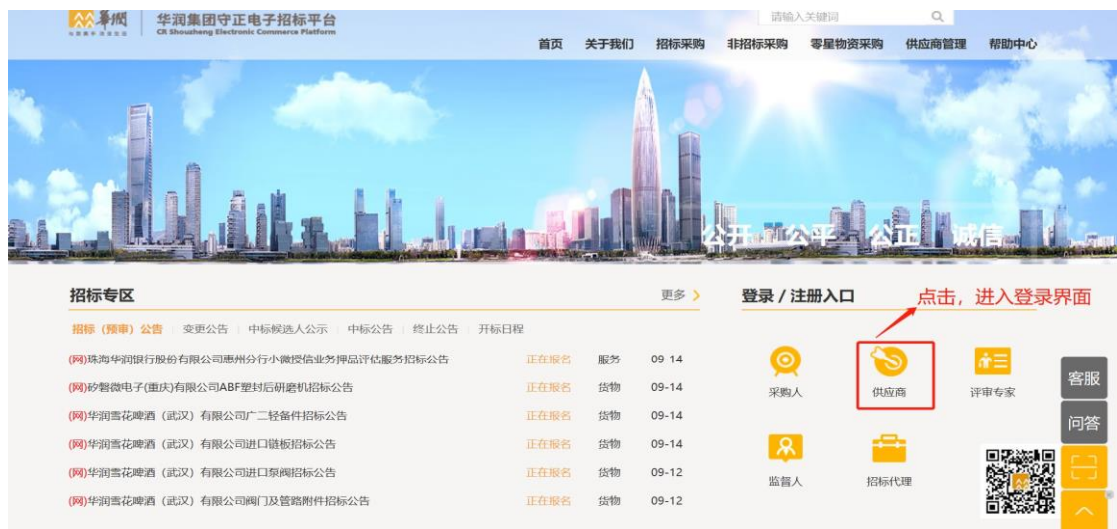 华润 华润集团守正电子招标平台
CR Shouzheng Electronic Commerce Platform
请输入关键词
首页 关于我们 招标采购 非招标采购 零星物资采购 供应商管理 帮助中心
公开 公平 公正 诚信
招标专区 更多 >
登录 / 注册入口
点击，进入登录界面
招标（预审）公告 变更公告 中标候选人公示 中标公告 终止公告 开标日程
(网)珠海华润银行股份有限公司惠州分行小微授信业务押品评估服务招标公告 正在报名 服务 09-14
(网)矽磐微电子(重庆)有限公司ABF塑封后研磨机招标公告 正在报名 货物 09-14
(网)华润雪花啤酒（武汉）有限公司广二轻备件招标公告 正在报名 货物 09-14
(网)华润雪花啤酒（武汉）有限公司进口链板招标公告 正在报名 货物 09-14
(网)华润雪花啤酒（武汉）有限公司进口泵阀招标公告 正在报名 货物 09-12
(网)华润雪花啤酒（武汉）有限公司阀门及管路附件招标公告 正在报名 货物 09-12
采购人 供应商 评审专家
监督人 招标代理
客服
问答